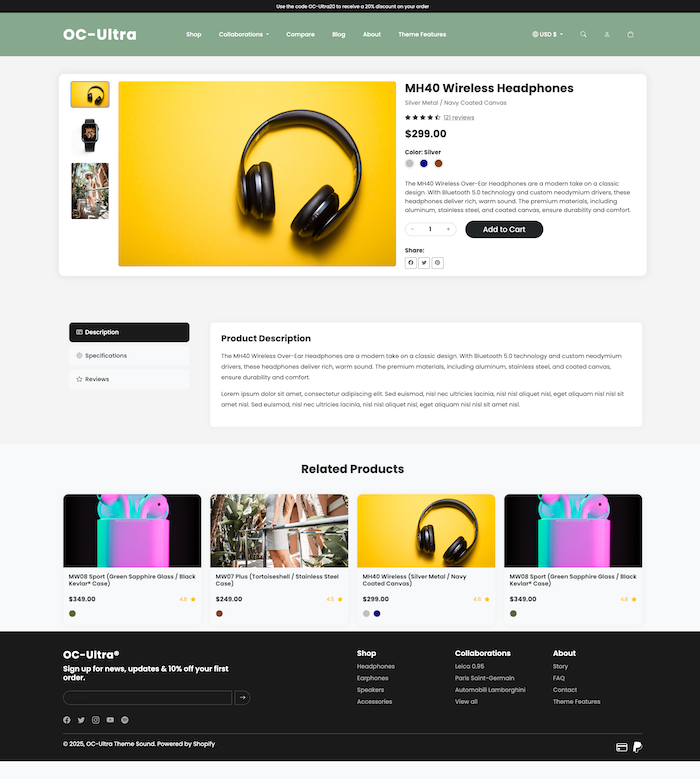 Use the code OC-Ultra20 to receive a 20% discount on your order
OC-Ultra
Shop
Collaborations
Compare
Blog
About
Theme Features
USD $
MH40 Wireless Headphones
Silver Metal / Navy Coated Canvas
121 reviews
$299.00
Color: Silver
The MH40 Wireless Over-Ear Headphones are a modern take on a classic
design. With Bluetooth 5.0 technology and custom neodymium drivers, these
headphones deliver rich, warm sound. The premium materials, including
aluminum, stainless steel, and coated canvas, ensure durability and comfort.
- 1 +
Add to Cart
Share:
Description
Specifications
Reviews
Product Description
The MH40 Wireless Over-Ear Headphones are a modern take on a classic design. With Bluetooth 5.0 technology and custom neodymium
drivers, these headphones deliver rich, warm sound. The premium materials, including aluminum, stainless steel, and coated canvas,
ensure durability and comfort.
Lorem ipsum dolor sit amet, consectetur adipiscing elit. Sed euismod, nisl nec ultricies lacinia, nisl nisl aliquet nisl, eget aliquam nisl nisl sit
amet nisl. Sed euismod, nisl nec ultricies lacinia, nisl nisl aliquet nisl, eget aliquam nisl nisl sit amet nisl.
Related Products
MW08 Sport (Green Sapphire Glass / Black
Kevlar® Case)
$349.00
4.8
MW07 Plus (Tortoiseshell / Stainless Steel
Case)
$249.00
4.5
MH40 Wireless (Silver Metal / Navy
Coated Canvas)
$299.00
4.6
MW08 Sport (Green Sapphire Glass / Black
Kevlar® Case)
$349.00
4.8
OC-Ultra®
Sign up for news, updates & 10% off your first
order.
Shop
Headphones
Earphones
Speakers
Accessories
Collaborations
Leica 0.95
Paris Saint-Germain
Automobili Lamborghini
View all
About
Story
FAQ
Contact
Theme Features
© 2025, OC-Ultra Theme Sound. Powered by Shopify